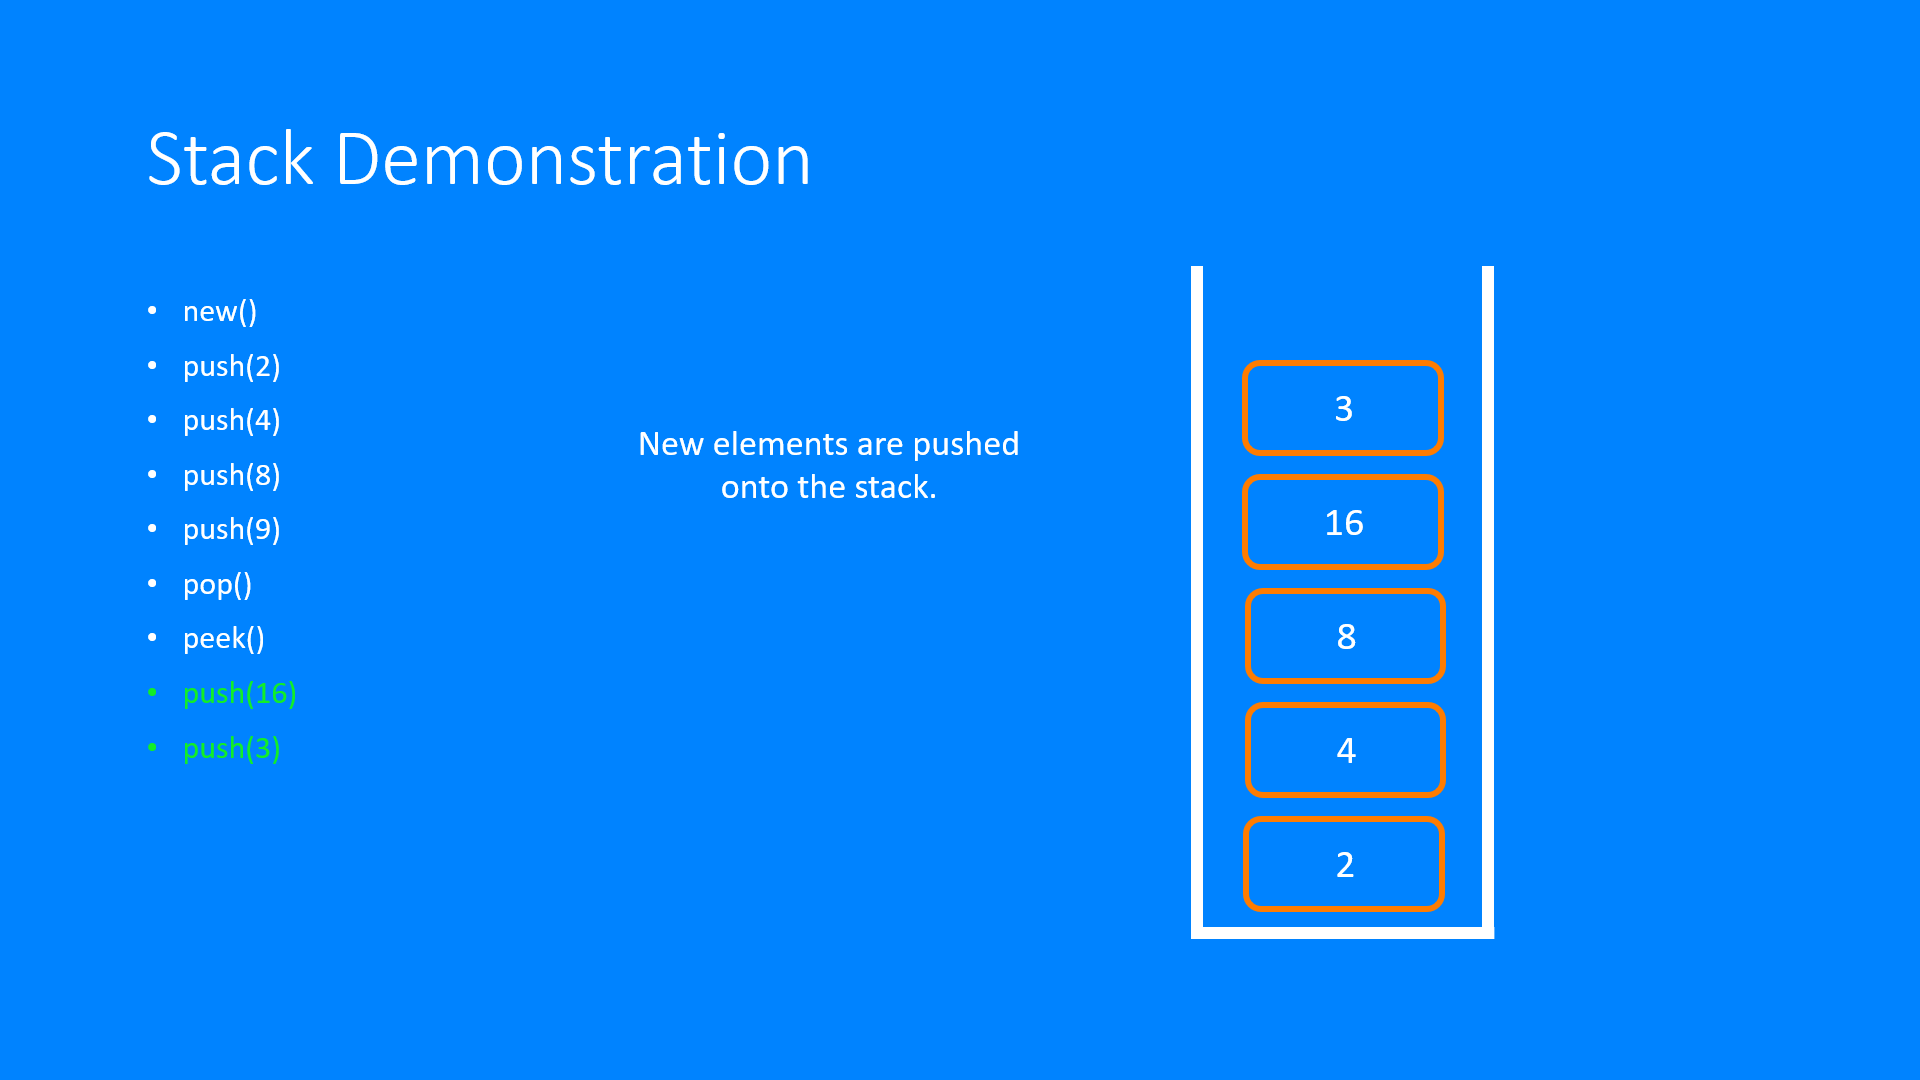 Stack Demonstration
• new()
• push(2)
• push(4)
• push(8)
• push(9)
• pop()
• peek()
• push(16)
• push(3)
New elements are pushed
onto the stack.
3
16
8
4
2